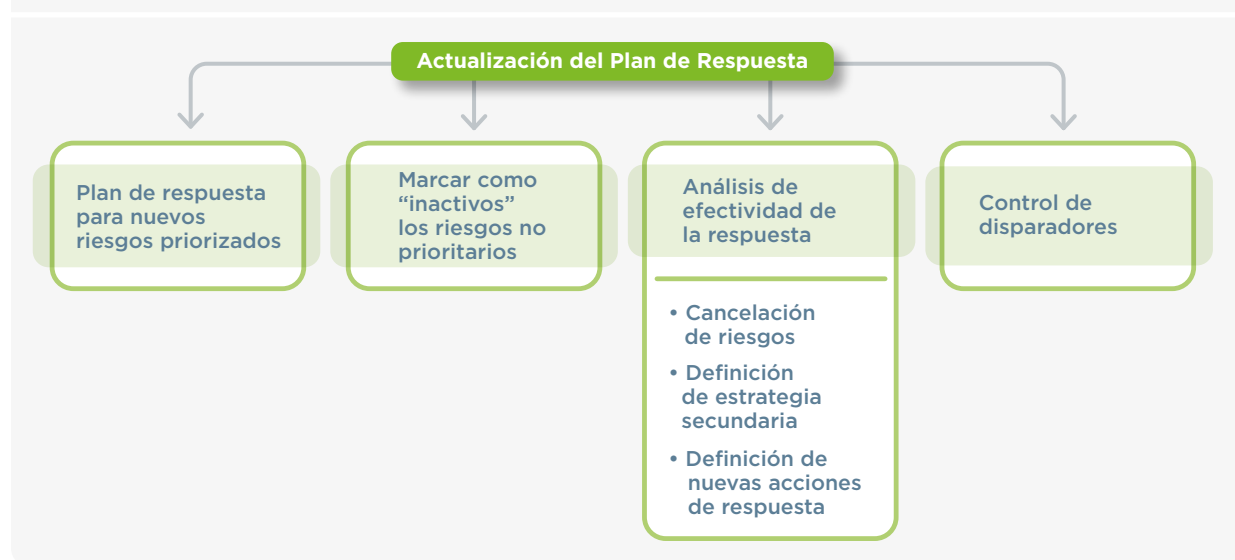 Actualización del Plan de Respuesta
Plan de respuesta
para nuevos
riesgos priorizados
Marcar como
“inactivos”
los riesgos no
prioritarios
Análisis de
efectividad de
la respuesta
• Cancelación
de riesgos
• Definición
de estrategia
secundaria
• Definición de
nuevas acciones
de respuesta
Control de
disparadores